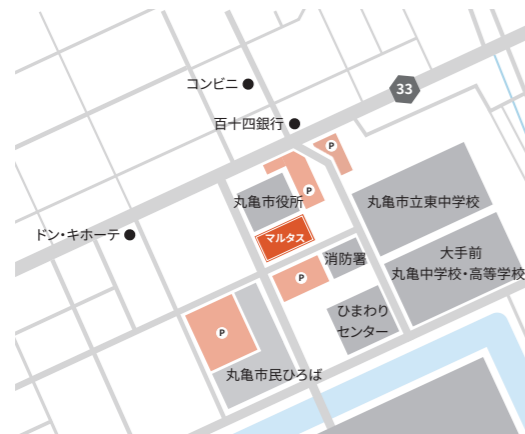 コンビニ
33
百十四銀行
P
P
丸亀市役所
丸亀市立東中学校
ドン・キホーテ
マルタス
消防署
大手前
丸亀中学校・高等学校
P
ひまわり
センター
P
丸亀市民ひろば